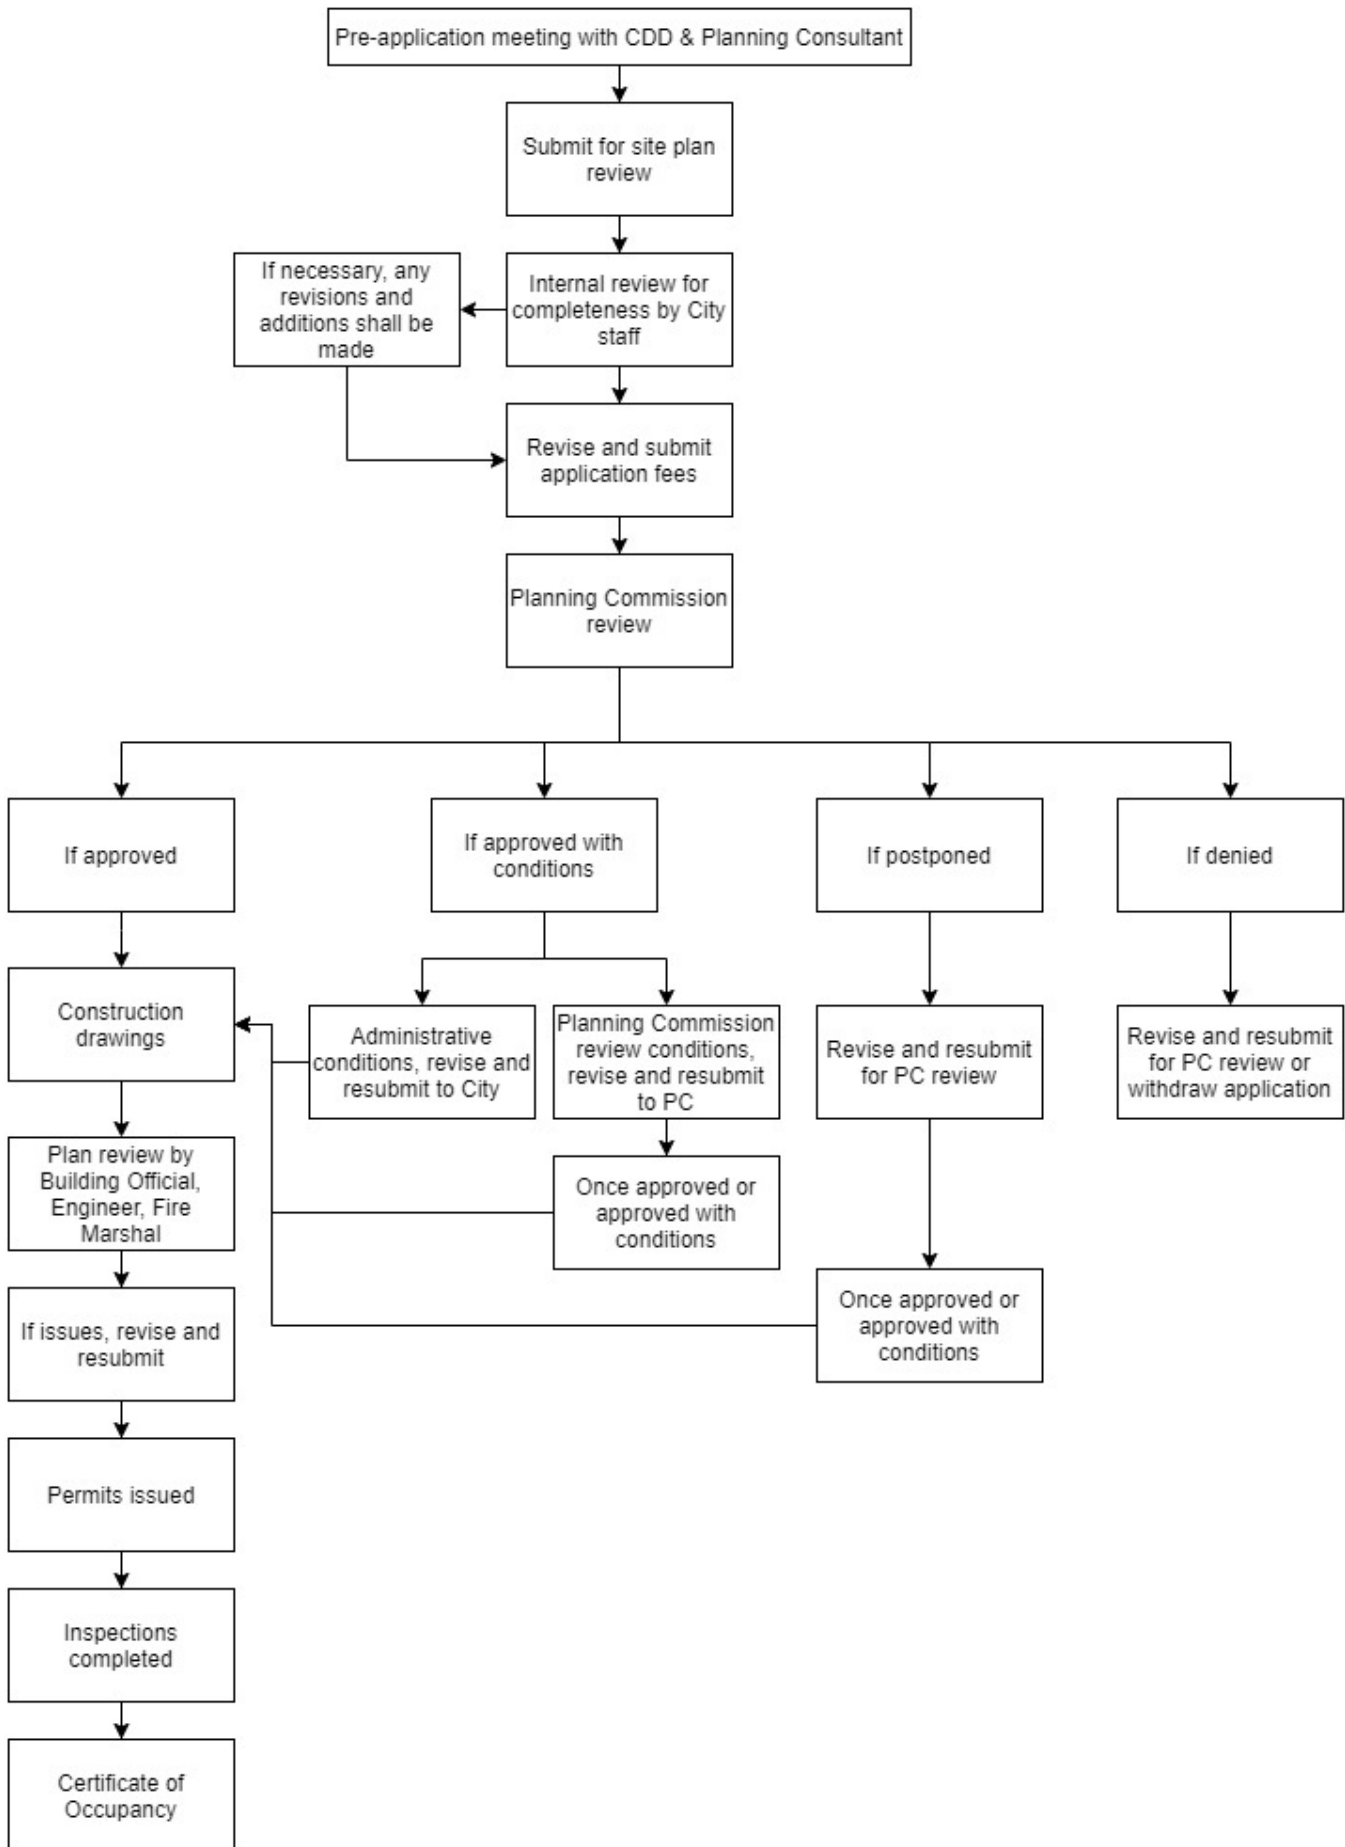 Pre-application meeting with CDD & Planning Consultant
Submit for site plan
review
If necessary, any
revisions and
additions shall be
made
Internal review for
completeness by City
staff
Revise and submit
application fees
Planning Commission
review
If approved
If approved with
conditions
If postponed
If denied
Construction
drawings
Administrative
conditions, revise and
resubmit to City
Planning Commission
review conditions,
revise and resubmit
to PC
Revise and resubmit
for PC review
Revise and resubmit
for PC review or
withdraw application
Plan review by
Building Official,
Engineer, Fire
Marshal
Once approved or
approved with
conditions
Once approved or
approved with
conditions
If issues, revise and
resubmit
Permits issued
Inspections
completed
Certificate of
Occupancy